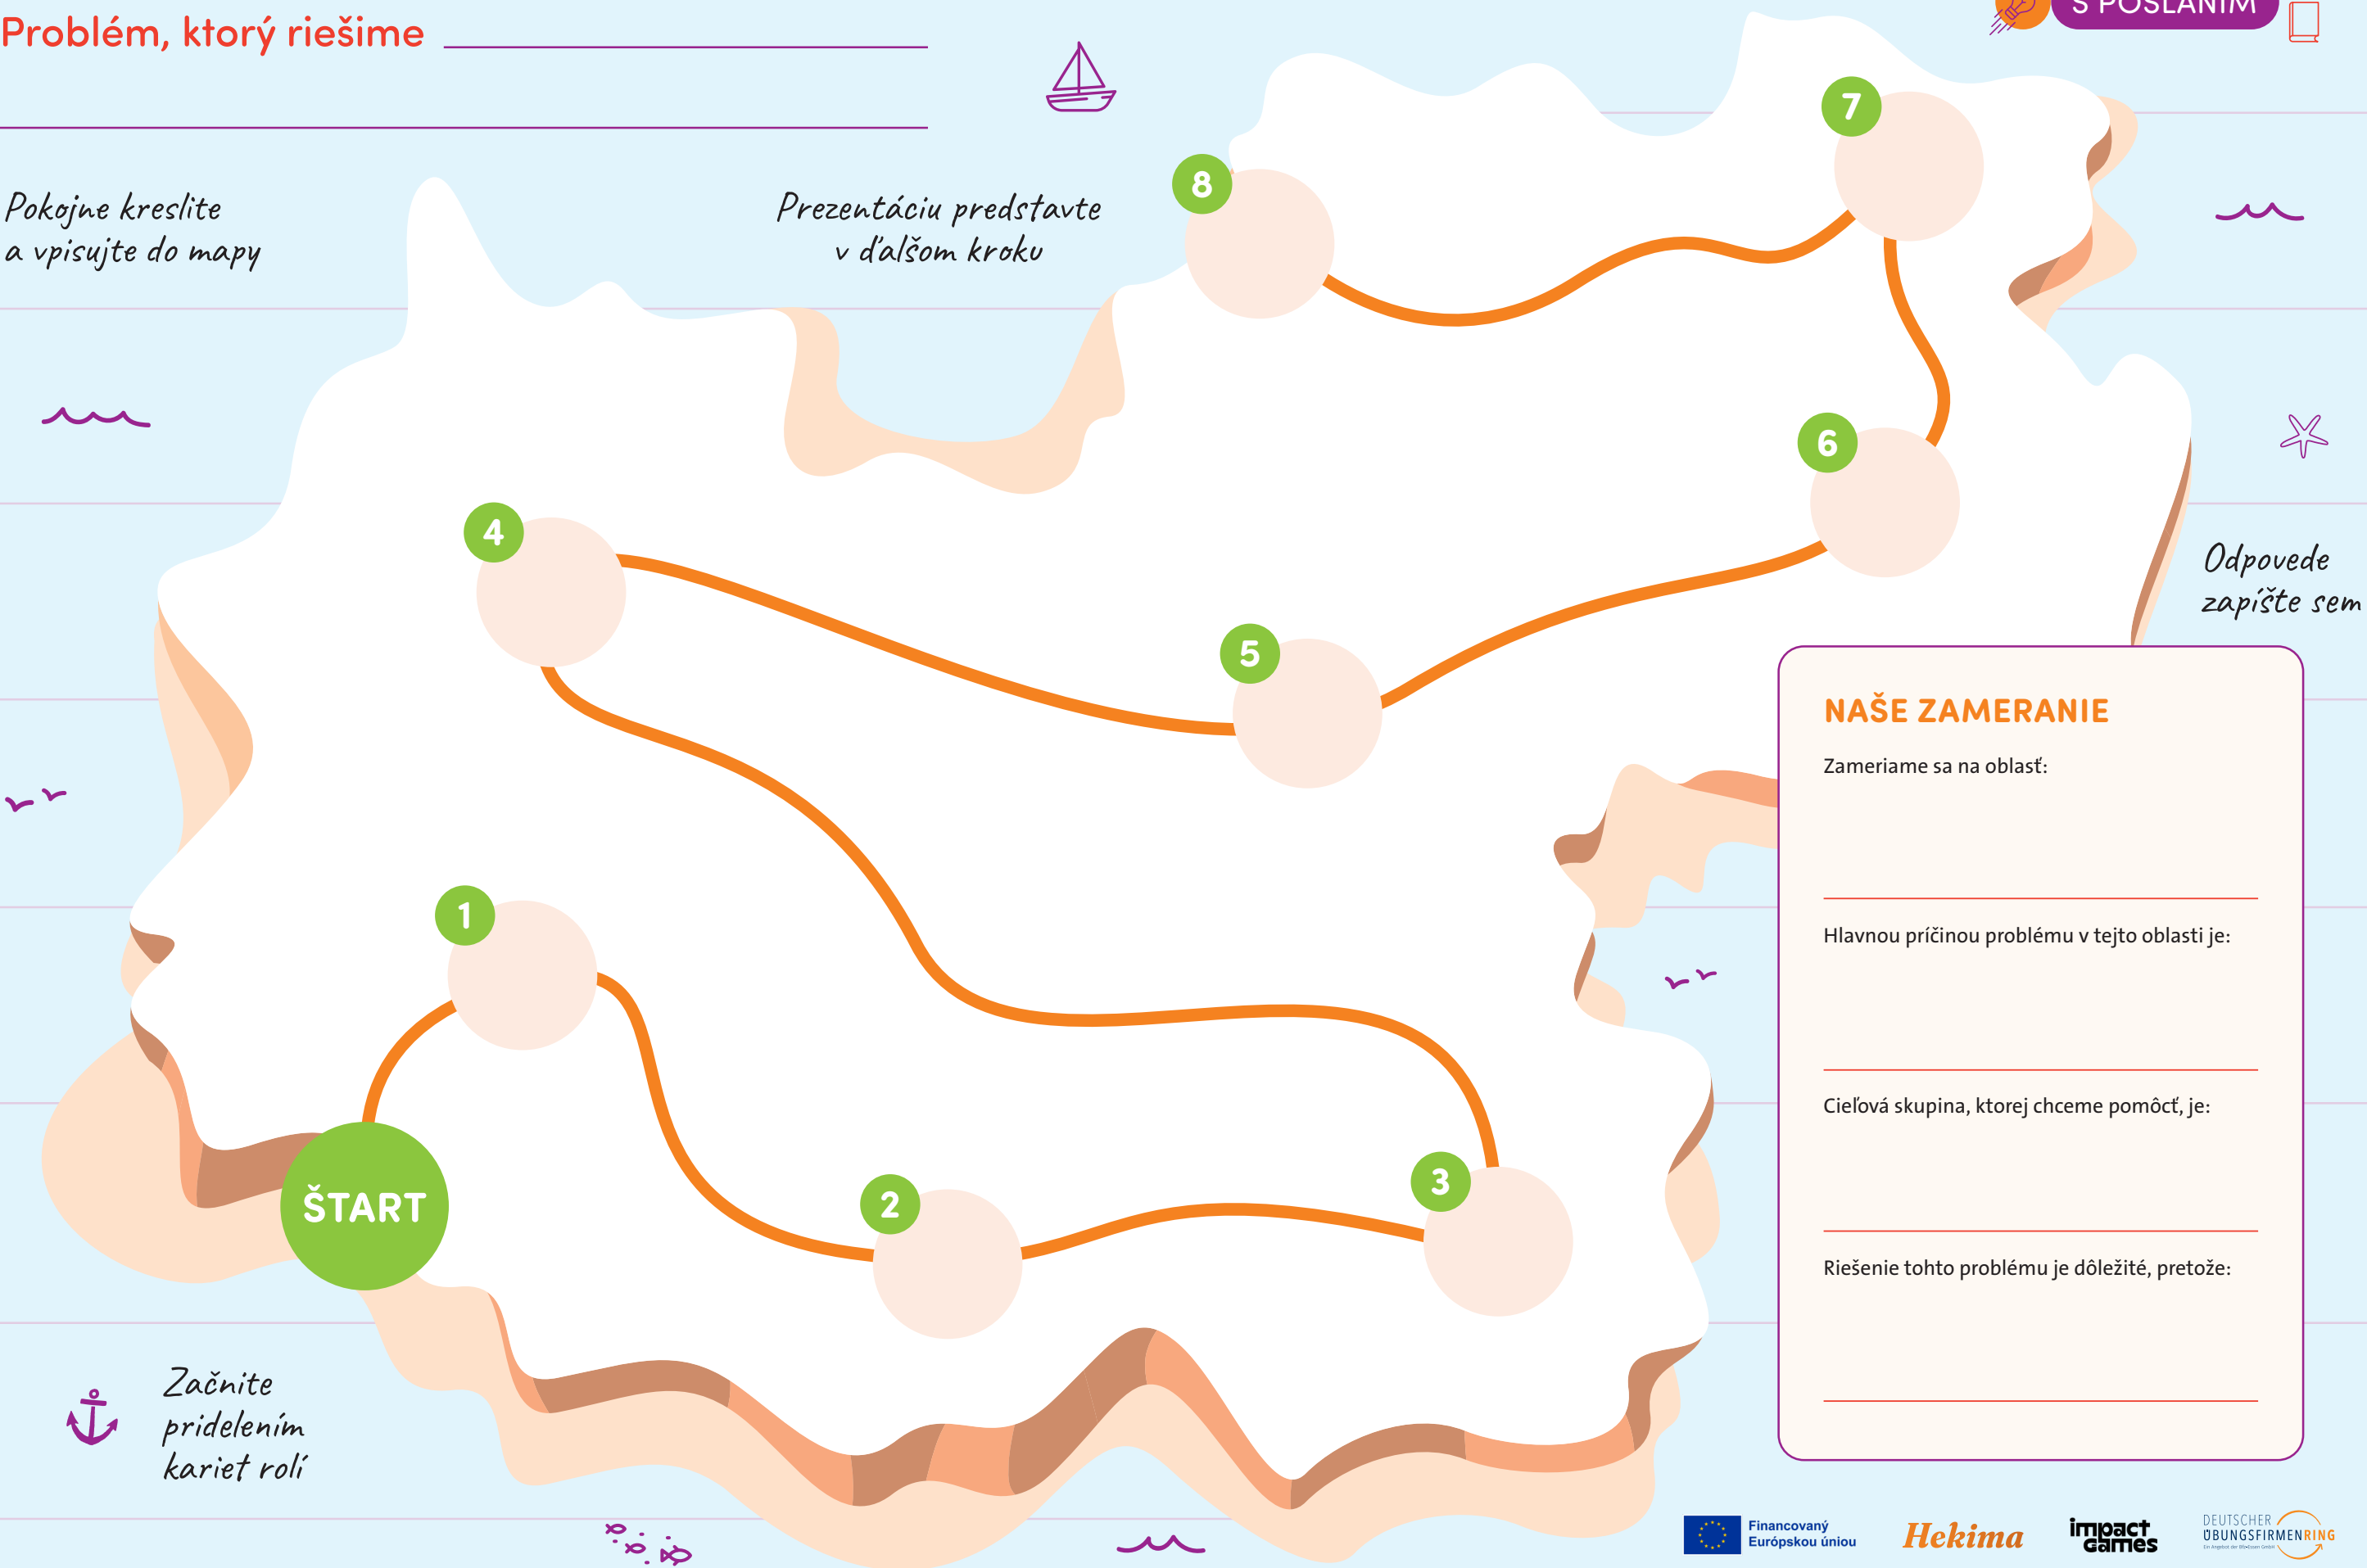 Problém, ktorý riešime
S POSLANÍM
Pokojne kreslite
a vpisujte do mapy
Prezentáciu predstavte
v ďalšom kroku
7
8
6
4
5
Odpovede
zapíšte sem
NAŠE ZAMERANIE
Zameriame sa na oblasť:
Hlavnou príčinou problému v tejto oblasti je:
Cieľová skupina, ktorej chceme pomôcť, je:
Riešenie tohto problému je dôležité, pretože:
1
2
3
ŠTART
Začnite
pridelením
kariet rolí
Financovaný
Európskou úniou
Hekima
impact
Games
DEUTSCHER
ÜBUNGSFIRMENRING